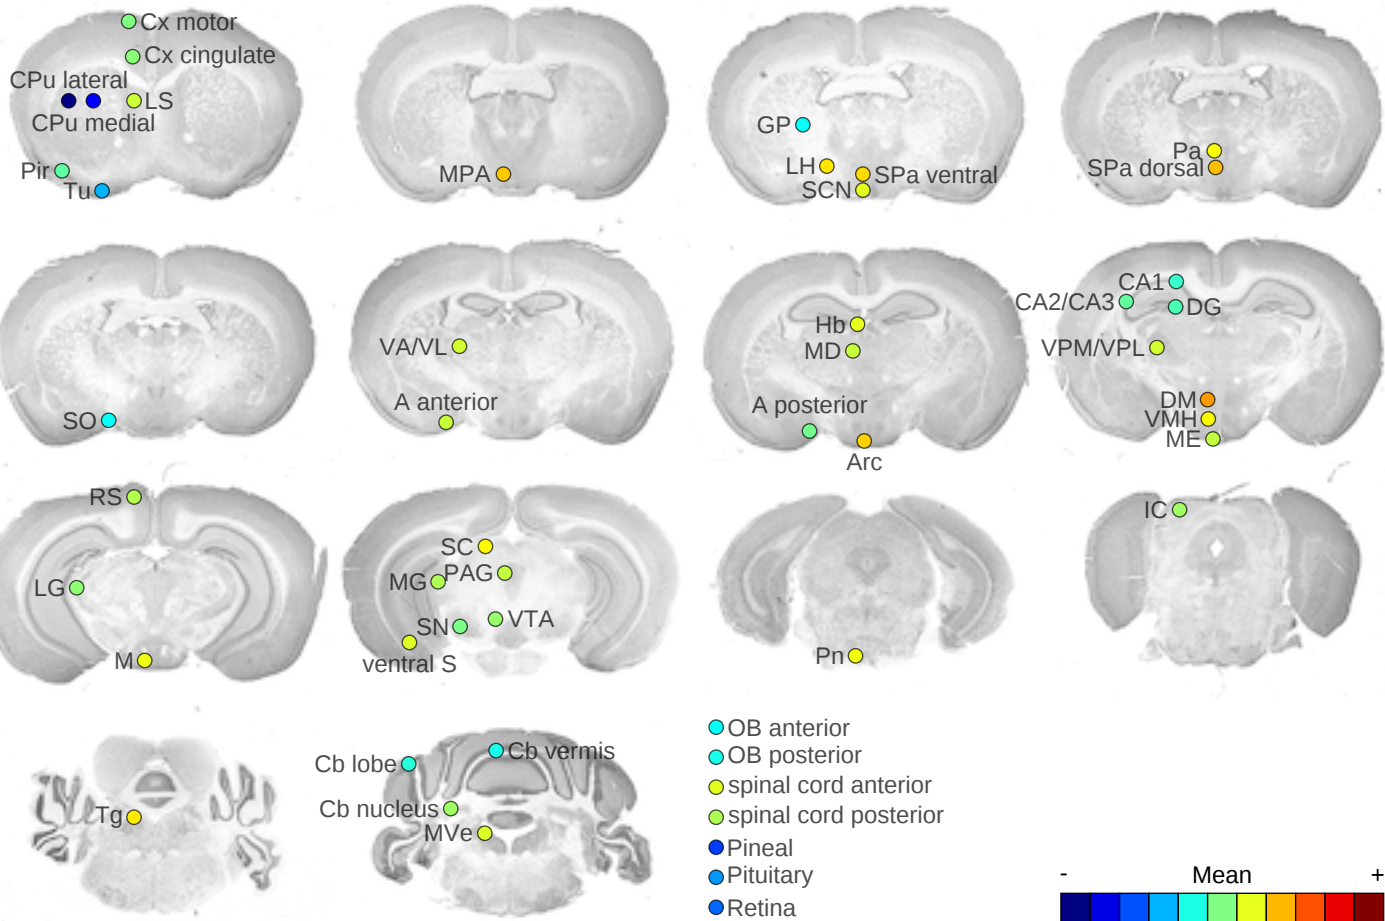 Cx motor
Cx cingulate
CPu lateral
LS
CPu medial
Pir
Tu
MPA
GP
LH
SPa ventral
SCN
Pa
SPa dorsal
SO
VA/VL
A anterior
Hb
MD
A posterior
Arc
CA1
CA2/CA3
DG
VPM/VPL
DM
VMH
ME
RS
LG
M
SC
PAG
MG
VTA
SN
ventral S
Pn
IC
Tg
Cb lobe
Cb vermis
Cb nucleus
MVe
OB anterior
OB posterior
spinal cord anterior
spinal cord posterior
Pineal
Pituitary
Retina
- Mean +